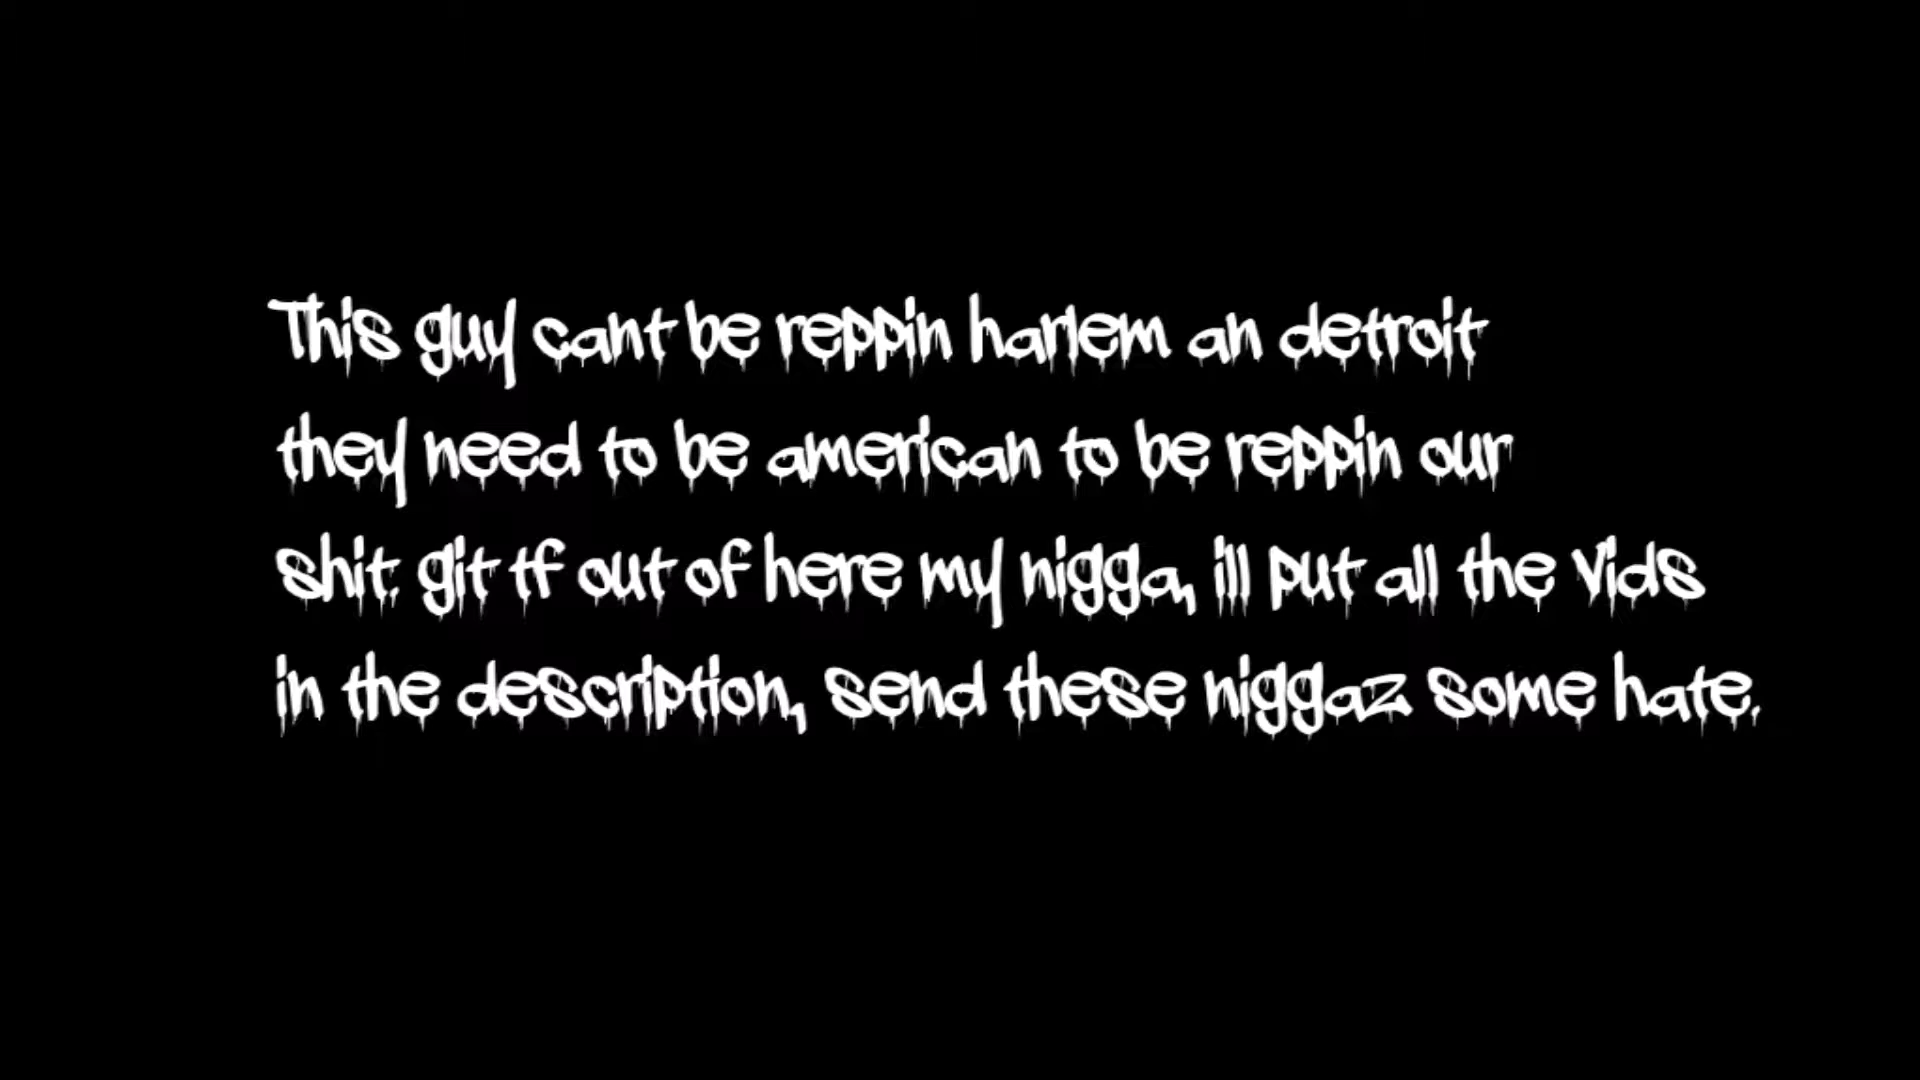 This guy cant be reppin harlem an detroit
they need to be american to be reppin our
shit. git tf out of here my nigga, ill put all the vids
in the description, send these niggaz some hate.